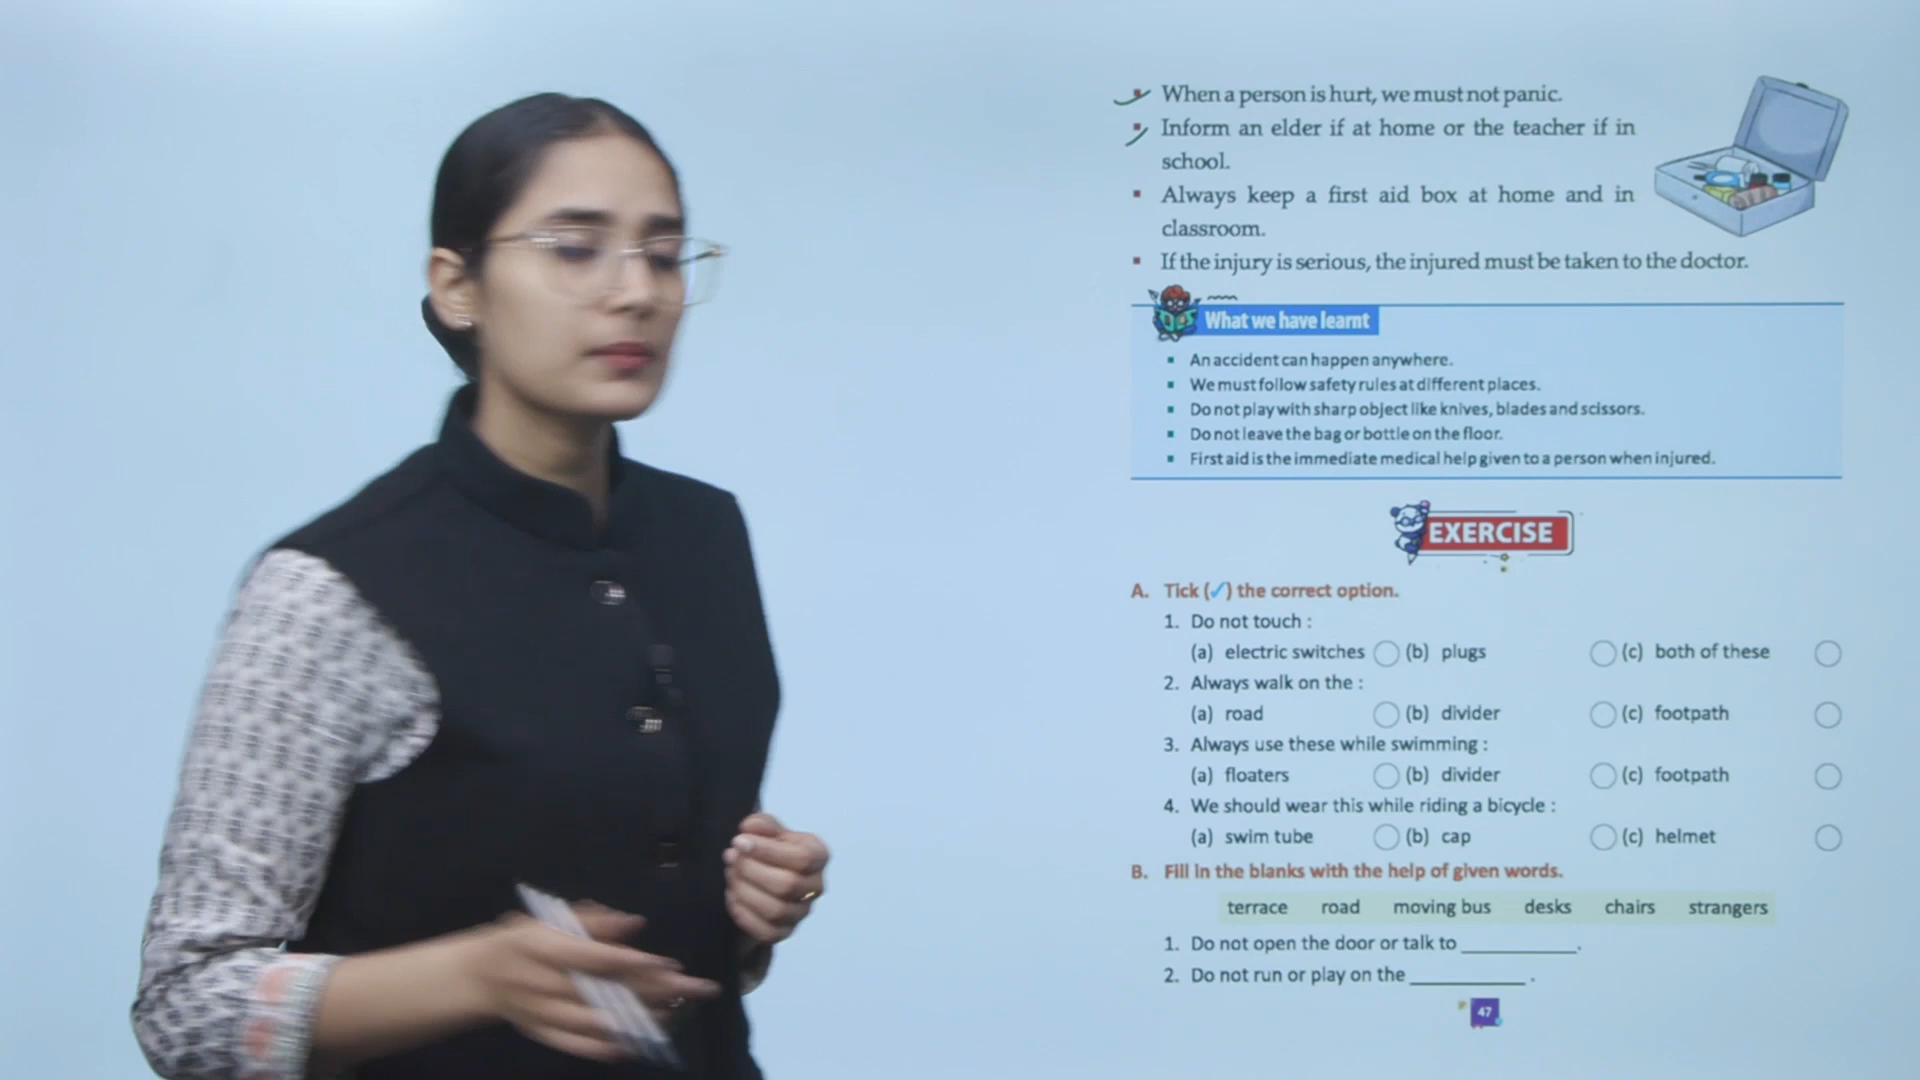 When a person is hurt, we must not panic.
Inform an elder if at home or the teacher if in
school.
Always keep a first aid box at home and in
classroom.
If the injury is serious, the injured must be taken to the doctor.
What we have learnt
An accident can happen anywhere.
We must follow safety rules at different places.
Do not play with sharp object like knives, blades and scissors.
Do not leave the bag or bottle on the floor.
First aid is the immediate medical help given to a person when injured.
EXERCISE
A. Tick (✓) the correct option.
1. Do not touch :
(a) electric switches (b) plugs (c) both of these
2. Always walk on the :
(a) road (b) divider (c) footpath
3. Always use these while swimming :
(a) floaters (b) divider (c) footpath
4. We should wear this while riding a bicycle :
(a) swim tube (b) cap (c) helmet
B. Fill in the blanks with the help of given words.
terrace road moving bus desks chairs strangers
1. Do not open the door or talk to ___________.
2. Do not run or play on the ___________ .
47